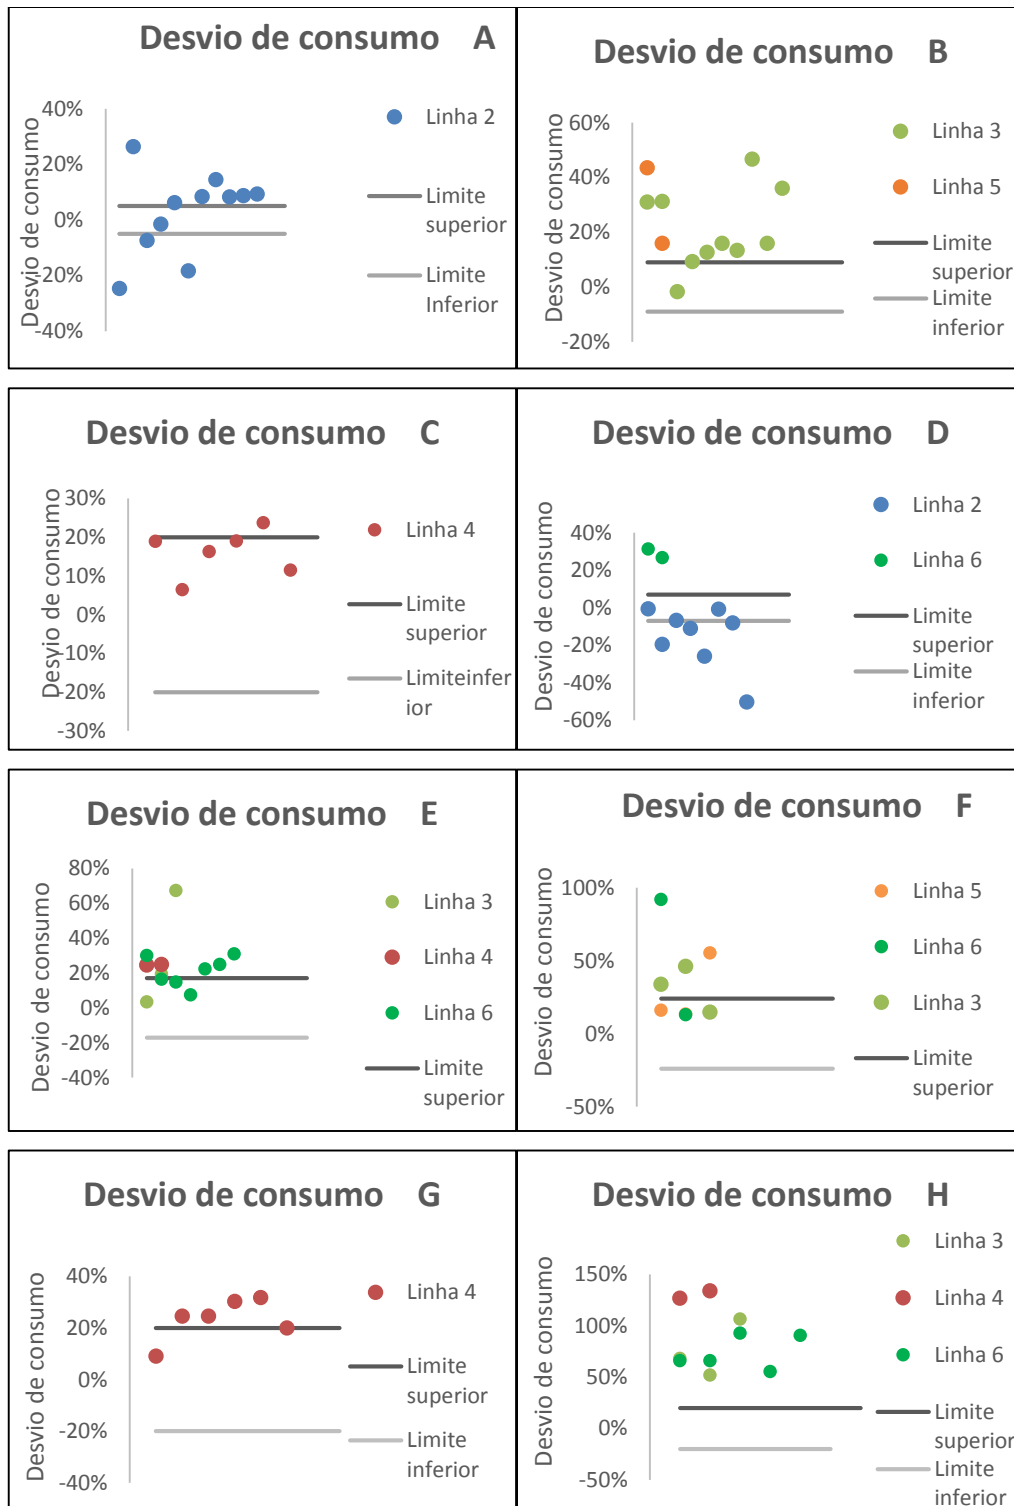 Desvio de consumo A
Desvio de consumo
40%
20%
0%
-20%
-40%
Linha 2
Limite
superior
Limite
Inferior
Desvio de consumo B
Desvio de consumo
60%
40%
20%
0%
-20%
Linha 3
Linha 5
Limite
superior
Limite
inferior
Desvio de consumo C
Desvio de consumo
30%
20%
10%
0%
-10%
-20%
-30%
Linha 4
Limite
superior
Limiteinfer
ior
Desvio de consumo D
Desvio de consumo
40%
20%
0%
-20%
-40%
-60%
Linha 2
Linha 6
Limite
superior
Limite
inferior
Desvio de consumo E
Desvio de consumo
80%
60%
40%
20%
0%
-20%
-40%
Linha 3
Linha 4
Linha 6
Limite
superior
Desvio de consumo F
Desvio de consumo
100%
50%
0%
-50%
Linha 5
Linha 6
Linha 3
Limite
superior
Desvio de consumo G
Desvio de consumo
40%
20%
0%
-20%
-40%
Linha 4
Limite
superior
Limite
inferior
Desvio de consumo H
Desvio de consumo
150%
100%
50%
0%
-50%
Linha 3
Linha 4
Linha 6
Limite
superior
Limite
inferior